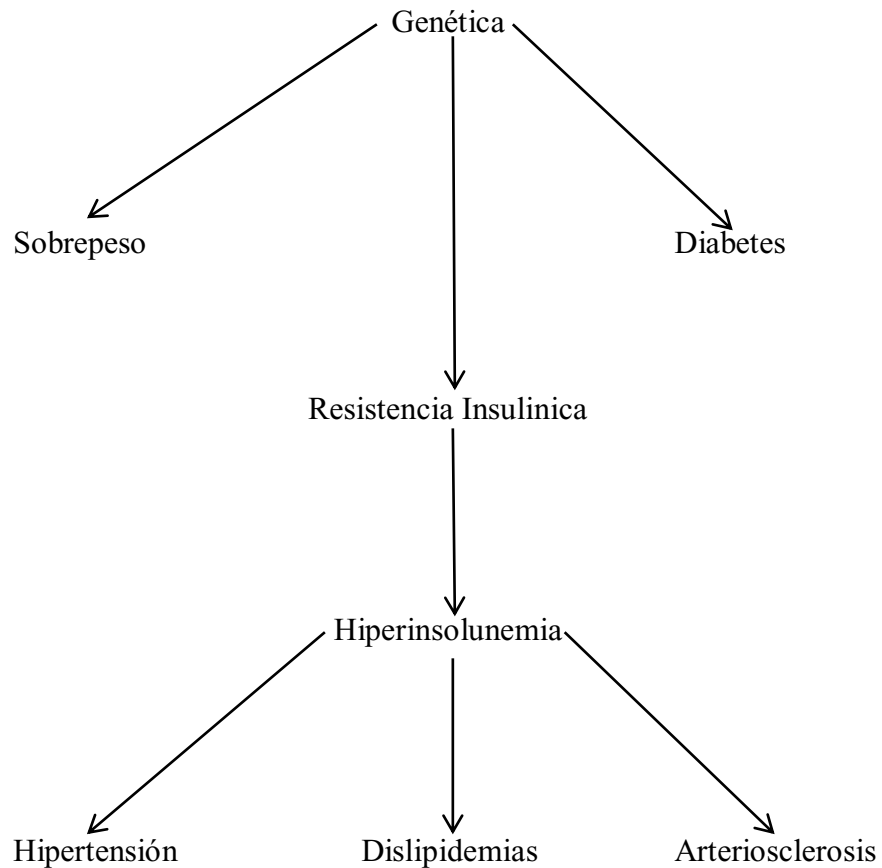 Genética
Sobrepeso Diabetes
Resistencia Insulinica
Hiperinsolunemia
Hipertensión Dislipidemias Arteriosclerosis